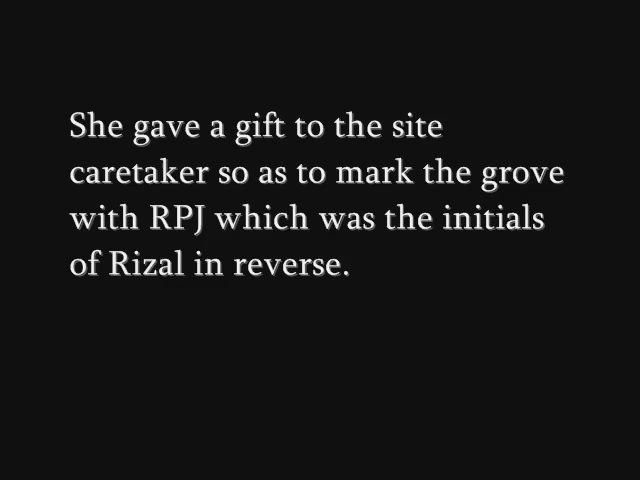 She gave a gift to the site
caretaker so as to mark the grove
with RPJ which was the initials
of Rizal in reverse.